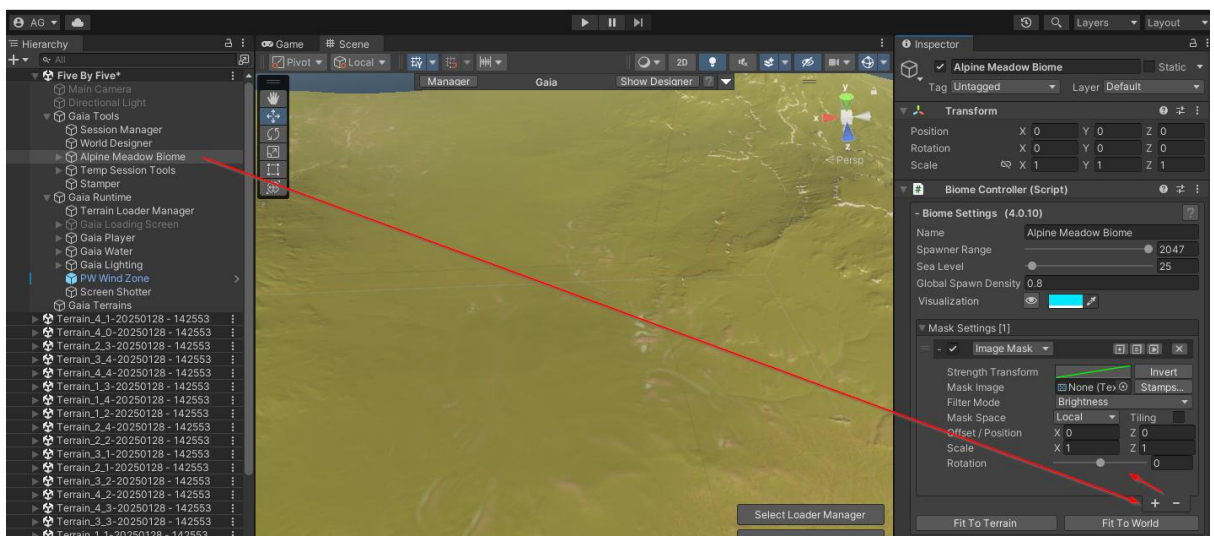 AG
Layers
Layout
Hierarchy
All
Five By Five*
Main Camera
Directional Light
Gaia Tools
Session Manager
World Designer
Alpine Meadow Biome
Temp Session Tools
Stamper
Gaia Runtime
Terrain Loader Manager
Gaia Loading Screen
Gaia Player
Gaia Water
Gaia Lighting
PW Wind Zone
Screen Shotter
Gaia Terrains
Terrain_4_1-20250128 - 142553
Terrain_4_0-20250128 - 142553
Terrain_2_3-20250128 - 142553
Terrain_3_4-20250128 - 142553
Terrain_4_4-20250128 - 142553
Terrain_1_3-20250128 - 142553
Terrain_1_4-20250128 - 142553
Terrain_1_2-20250128 - 142553
Terrain_2_4-20250128 - 142553
Terrain_2_2-20250128 - 142553
Terrain_3_1-20250128 - 142553
Terrain_2_1-20250128 - 142553
Terrain_3_2-20250128 - 142553
Terrain_4_2-20250128 - 142553
Terrain_4_3-20250128 - 142553
Terrain_3_3-20250128 - 142553
Terrain_1_1-20250128 - 142553
Game Scene
Pivot Local 2D
Manager Gaia Show Designer ?
y
x
z
Persp
Select Loader Manager
Inspector
Alpine Meadow Biome Static
Tag Untagged Layer Default
Transform
Position X 0 Y 0 Z 0
Rotation X 0 Y 0 Z 0
Scale X 1 Y 1 Z 1
# Biome Controller (Script)
- Biome Settings (4.0.10) ?
Name Alpine Meadow Biome
Spawner Range 2047
Sea Level 25
Global Spawn Density 0.8
Visualization
Mask Settings [1]
- Image Mask
Strength Transform Invert
Mask Image None (Te Stamps...
Filter Mode Brightness
Mask Space Local Tiling
Offset / Position X 0 Z 0
Scale X 1 Z 1
Rotation 0
+ -
Fit To Terrain Fit To World